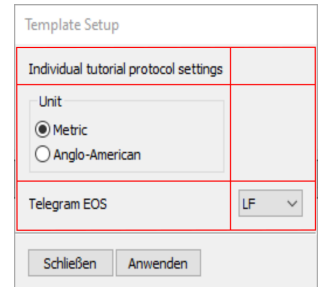 Template Setup
Individual tutorial protocol settings
Unit
Metric
Anglo-American
Telegram EOS LF
Schließen Anwenden